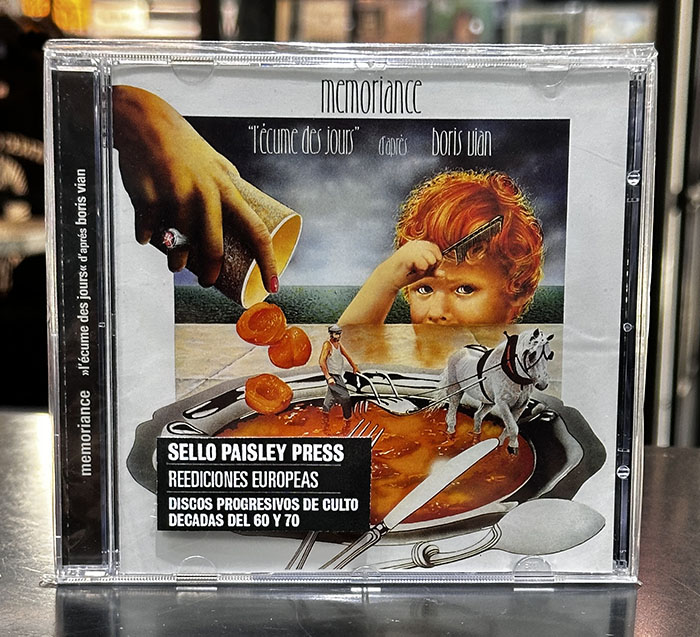 memoriance
"l'écume des jours" d'après boris vian
memoriance »l'écume des jours« d'après boris vian
SELLO PAISLEY PRESS
REEDICIONES EUROPEAS
DISCOS PROGRESIVOS DE CULTO
DECADAS DEL 60 Y 70